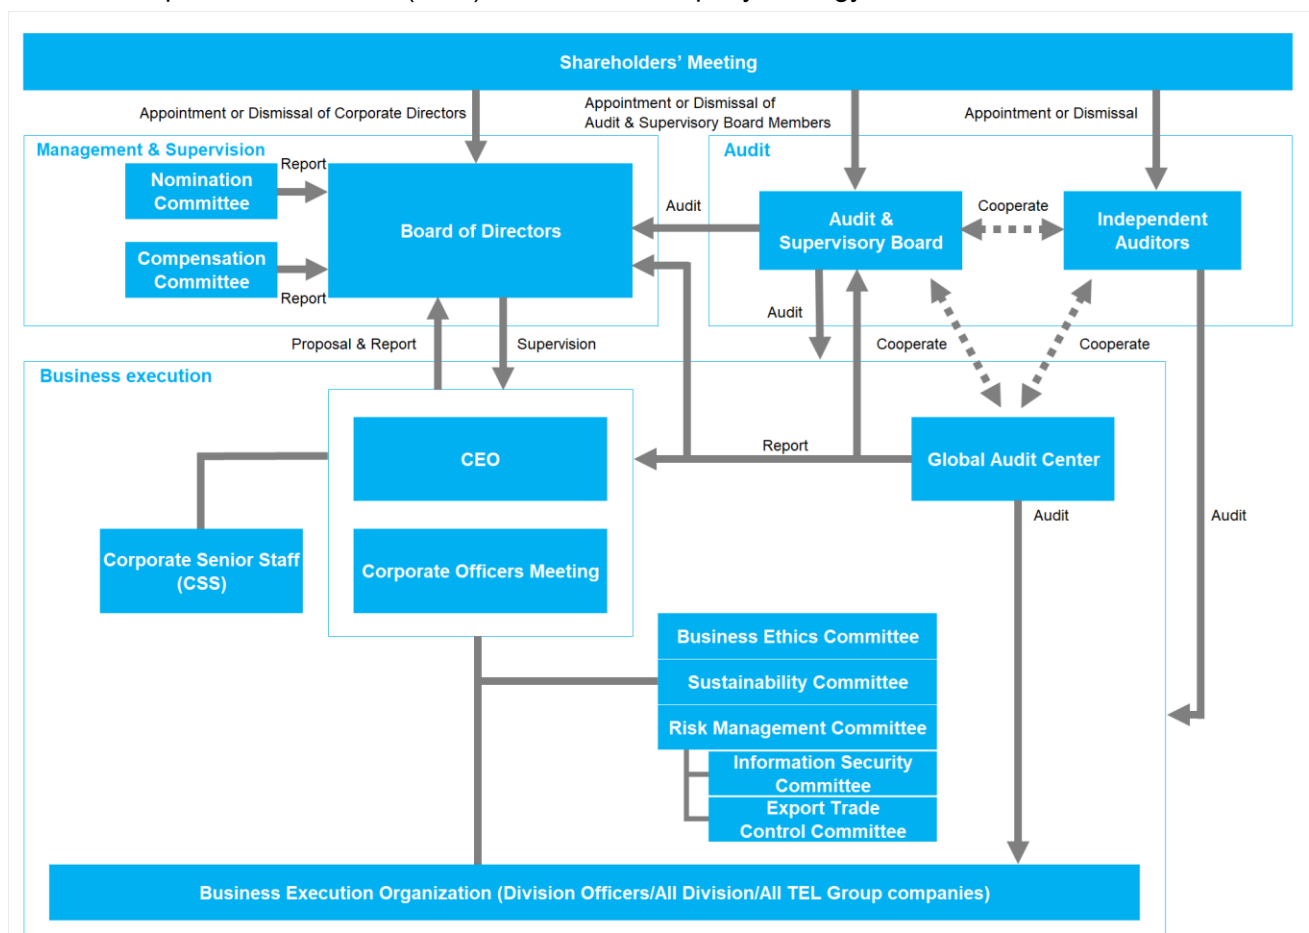 Shareholders' Meeting
Appointment or Dismissal of Corporate Directors
Appointment or Dismissal of
Audit & Supervisory Board Members
Appointment or Dismissal
Management & Supervision
Report
Nomination
Committee
Compensation
Committee
Report
Board of Directors
Audit
Audit
Audit &
Supervisory Board
Cooperate
Independent
Auditors
Proposal & Report
Supervision
Audit
Cooperate
Cooperate
Business execution
CEO
Report
Global Audit Center
Audit
Audit
Corporate Senior Staff
(CSS)
Corporate Officers Meeting
Business Ethics Committee
Sustainability Committee
Risk Management Committee
Information Security
Committee
Export Trade
Control Committee
Business Execution Organization (Division Officers/All Division/All TEL Group companies)